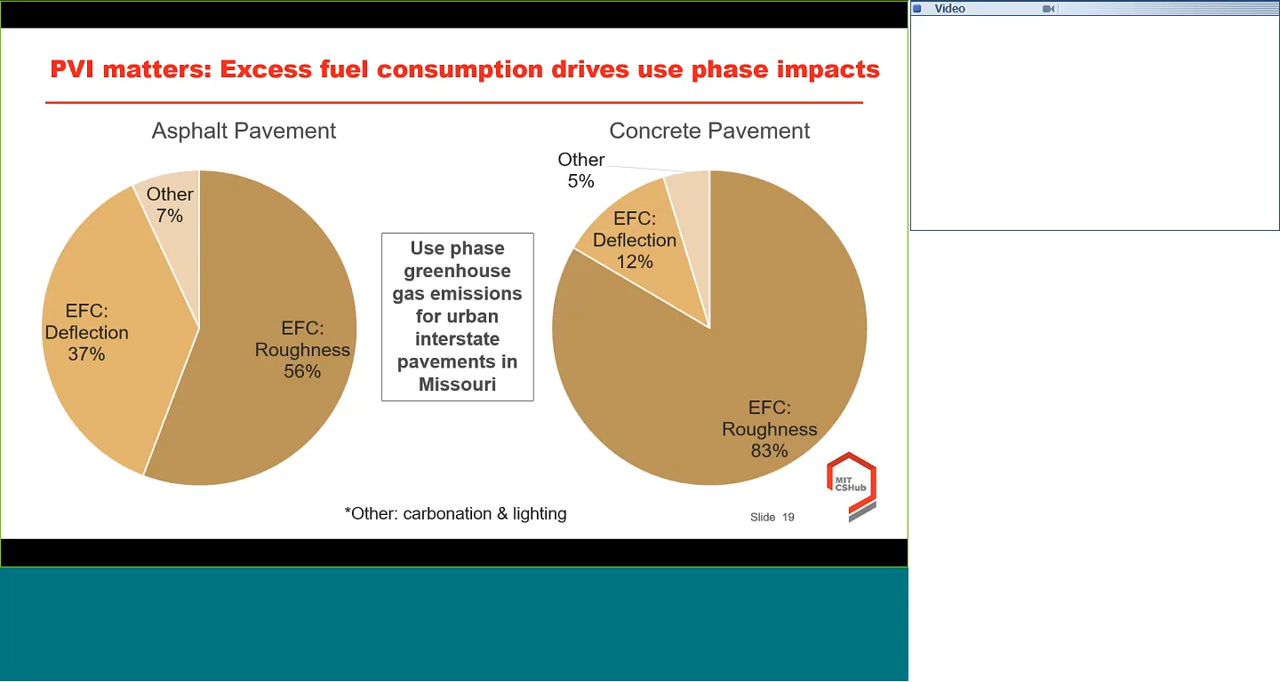 Video
PVI matters: Excess fuel consumption drives use phase impacts
Asphalt Pavement
Other
7%
EFC:
Deflection
37%
EFC:
Roughness
56%
Use phase
greenhouse
gas emissions
for urban
interstate
pavements in
Missouri
Concrete Pavement
Other
5%
EFC:
Deflection
12%
EFC:
Roughness
83%
MIT
CSHub
*Other: carbonation & lighting
Slide 19